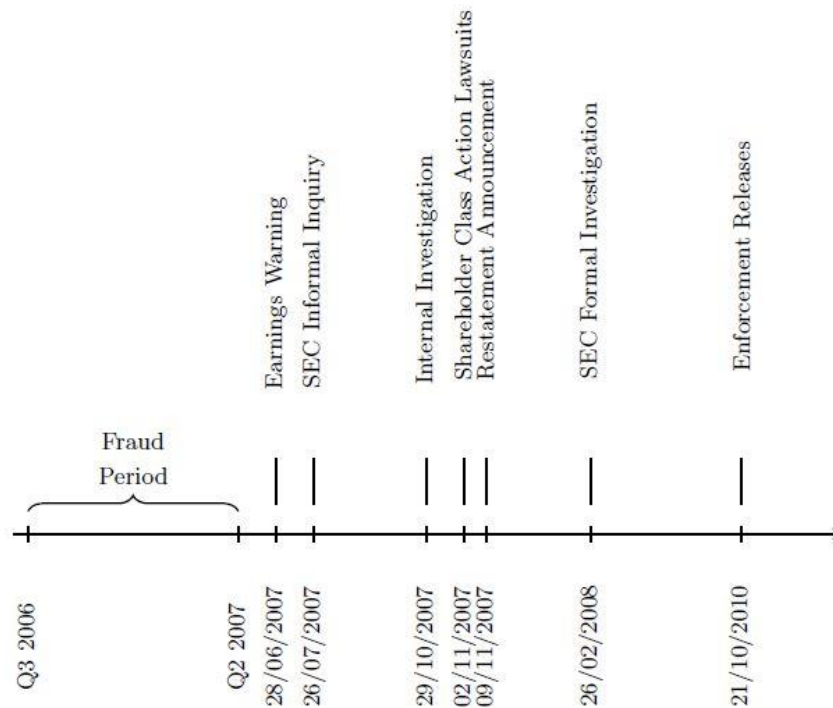 Earnings Warning
SEC Informal Inquiry
Internal Investigation
Shareholder Class Action Lawsuits
Restatement Announcement
SEC Formal Investigation
Enforcement Releases
Fraud
Period
Q3 2006
Q2 2007
28/06/2007
26/07/2007
29/10/2007
02/11/2007
09/11/2007
26/02/2008
21/10/2010